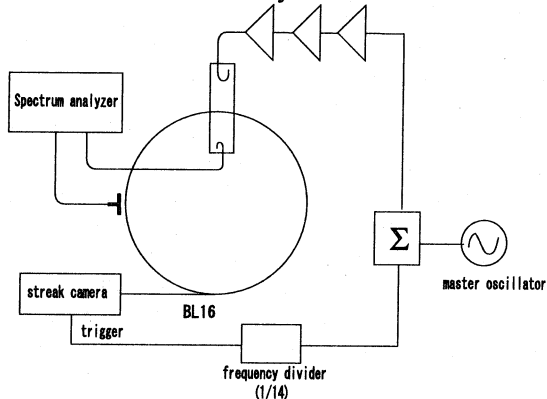 Spectrum analyzer
Σ
master oscillator
streak camera
BL16
trigger
frequency divider
(1/14)